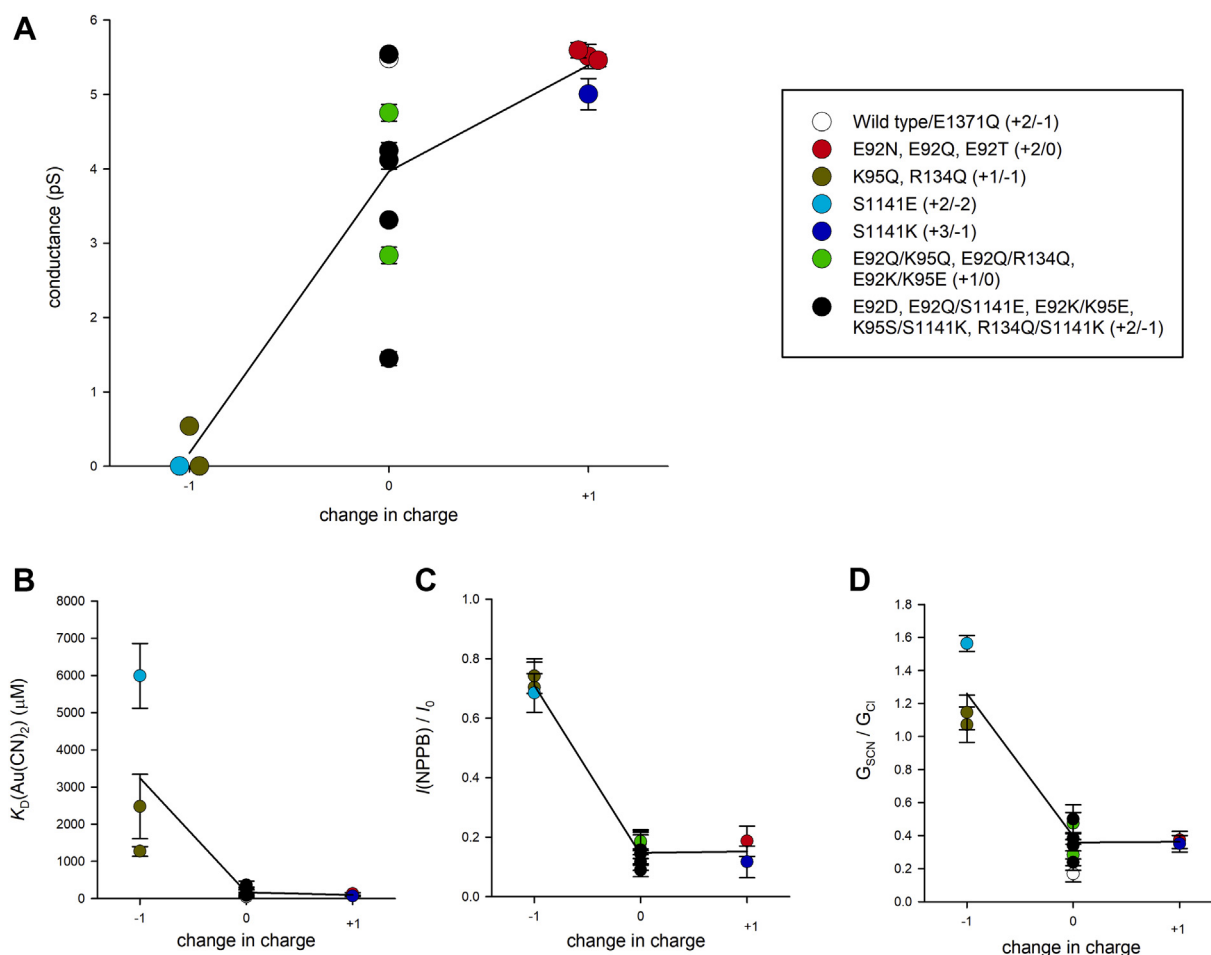 A
conductance (pS)
6
5
4
3
2
1
0
-1
0
+1
change in charge
Wild type/E1371Q (+2/-1)
E92N, E92Q, E92T (+2/0)
K95Q, R134Q (+1/-1)
S1141E (+2/-2)
S1141K (+3/-1)
E92Q/K95Q, E92Q/R134Q,
E92K/K95E (+1/0)
E92D, E92Q/S1141E, E92K/K95E,
K95S/S1141K, R134Q/S1141K (+2/-1)
B
K_D(Au(CN)₂) (μM)
8000
7000
6000
5000
4000
3000
2000
1000
0
-1
0
+1
change in charge
C
I(NPPB) / I₀
1.0
0.8
0.6
0.4
0.2
0.0
-1
0
+1
change in charge
D
G_SCN / G_Cl
1.8
1.6
1.4
1.2
1.0
0.8
0.6
0.4
0.2
0.0
-1
0
+1
change in charge